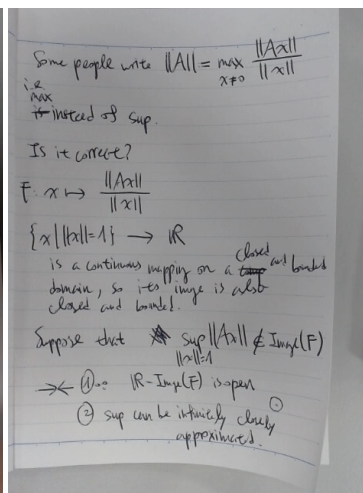 Some people write ||A|| = max_{x≠0} ||Ax|| / ||x||
i.e.
max
instead of sup.
Is it correct?
F: x ↦ ||Ax|| / ||x||
{x | ||x||=1} → ℝ
is a continuous mapping on a closed and bounded
domain, so its image is also
closed and bounded.
Suppose that sup_{||x||=1} ||Ax|| ∉ Image(F)
→← ① ∵ ℝ - Image(F) is open
② sup can be infinitely closely
approximated.